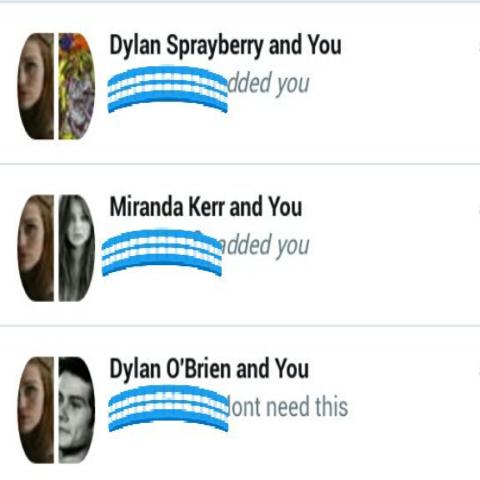 Dylan Sprayberry and You
dded you
Miranda Kerr and You
added you
Dylan O'Brien and You
dont need this